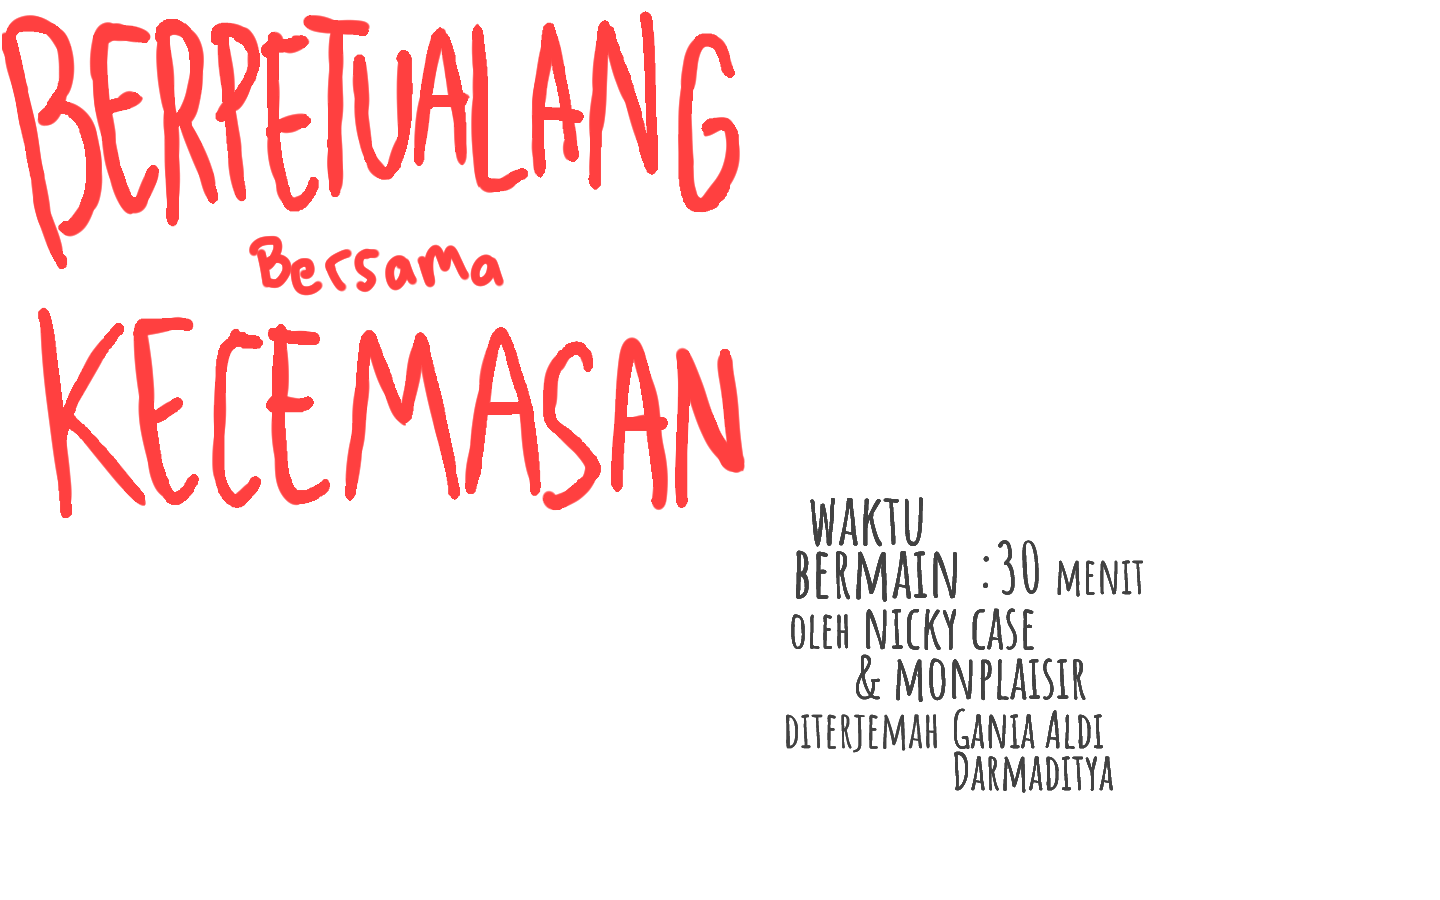 BERPETUALANG
Bersama
KECEMASAN
WAKTU
BERMAIN :30 MENIT
OLEH NICKY CASE
& MONPLAISIR
DITERJEMAH GANIA ALDI
DARMADITYA